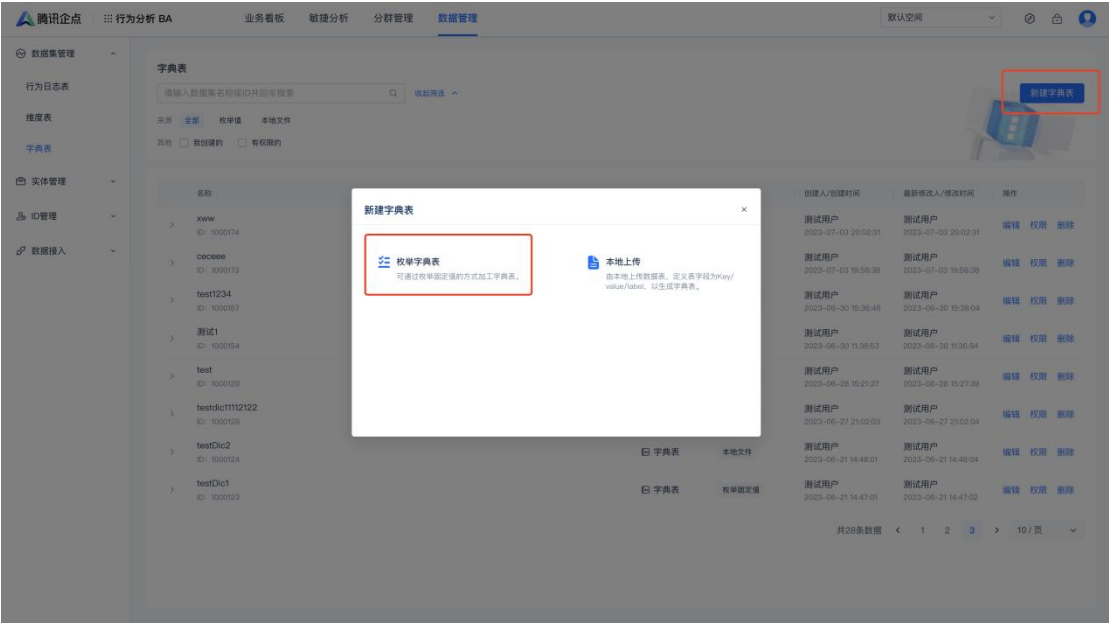 腾讯企点
行为分析 BA
业务看板
敏捷分析
分群管理
数据管理
默认空间
数据集管理
行为日志表
维度表
字典表
实体管理
ID管理
数据接入
字典表
请输入数据集名称或ID并回车搜索
收起筛选
新建字典表
来源 全部 枚举值 本地文件
其他 我创建的 有权限的
名称 创建人/创建时间 最新修改人/修改时间 操作
新建字典表
枚举字典表
可通过枚举固定值的方式加工字典表。
本地上传
由本地上传数据表，定义表字段为Key/
value/label，以生成字典表。
xww 测试用户 测试用户 编辑 权限 删除
ID: 1000174 2023-07-03 20:02:31 2023-07-03 20:02:31
ceceee 测试用户 测试用户 编辑 权限 删除
ID: 1000173 2023-07-03 19:58:38 2023-07-03 19:58:38
test1234 测试用户 测试用户 编辑 权限 删除
ID: 1000157 2023-06-30 15:36:48 2023-06-30 15:38:04
测试1 测试用户 测试用户 编辑 权限 删除
ID: 1000154 2023-06-30 11:36:53 2023-06-30 11:36:54
test 测试用户 测试用户 编辑 权限 删除
ID: 1000129 2023-06-28 15:21:37 2023-06-28 15:27:39
testdic11112122 测试用户 测试用户 编辑 权限 删除
ID: 1000126 2023-06-27 21:02:03 2023-06-27 21:02:04
testDic2 字典表 本地文件 测试用户 测试用户 编辑 权限 删除
ID: 1000124 2023-06-21 14:48:01 2023-06-21 14:48:04
testDic1 字典表 枚举固定值 测试用户 测试用户 编辑 权限 删除
ID: 1000123 2023-06-21 14:47:01 2023-06-21 14:47:02
共28条数据 1 2 3 10 / 页